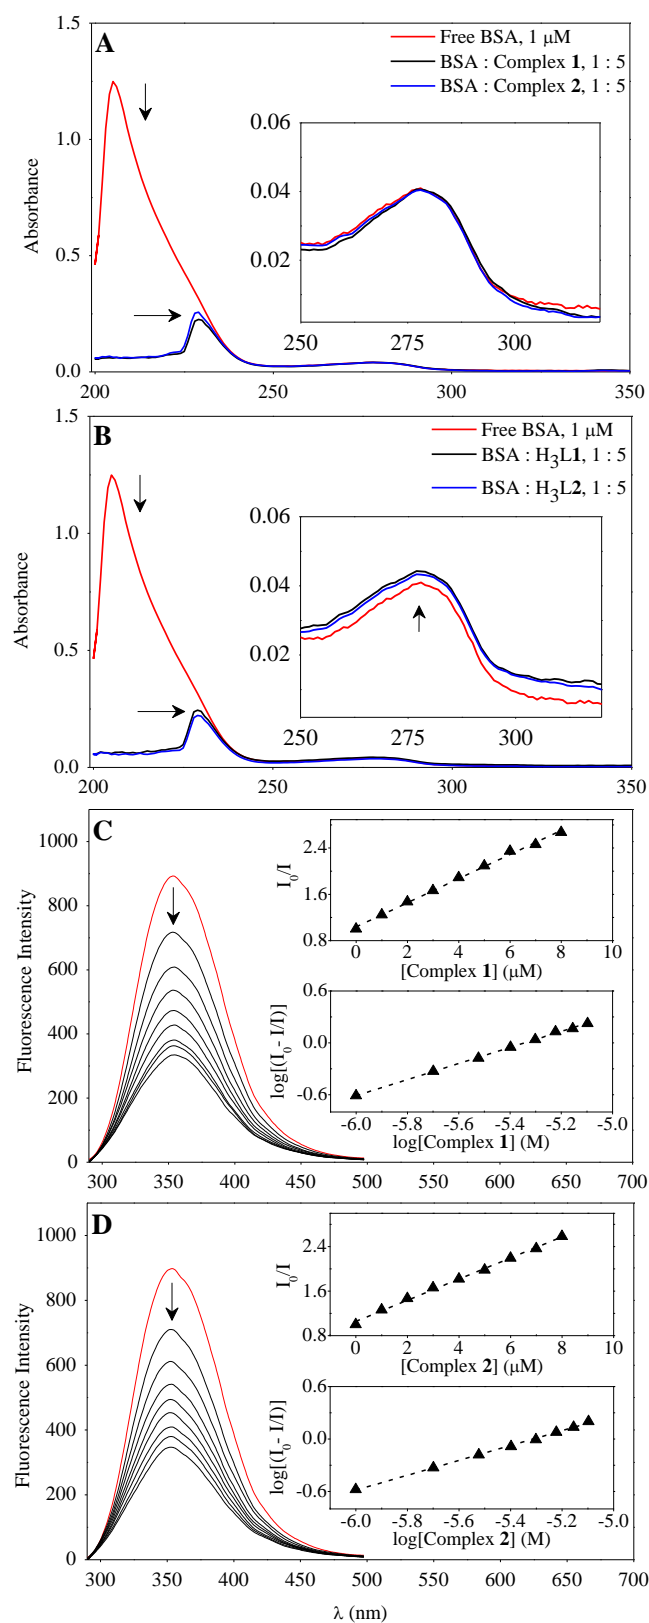 A
Free BSA, 1 μM
BSA : Complex 1, 1 : 5
BSA : Complex 2, 1 : 5
1.5
1.0
0.5
0.0
Absorbance
0.06
0.04
0.02
250 275 300
200 250 300 350
B
Free BSA, 1 μM
BSA : H3L1, 1 : 5
BSA : H3L2, 1 : 5
1.5
1.0
0.5
0.0
Absorbance
0.06
0.04
0.02
250 275 300
200 250 300 350
C
1000
800
600
400
200
0
Fluorescence Intensity
I0/I
2.4
1.6
0.8
0 2 4 6 8 10
[Complex 1] (μM)
log[(I0 - I/I)]
0.6
0.0
-0.6
-6.0 -5.8 -5.6 -5.4 -5.2 -5.0
log[Complex 1] (M)
300 350 400 450 500 550 600 650 700
D
1000
800
600
400
200
0
Fluorescence Intensity
I0/I
2.4
1.6
0.8
0 2 4 6 8 10
[Complex 2] (μM)
log[(I0 - I/I)]
0.6
0.0
-0.6
-6.0 -5.8 -5.6 -5.4 -5.2 -5.0
log[Complex 2] (M)
300 350 400 450 500 550 600 650 700
λ (nm)